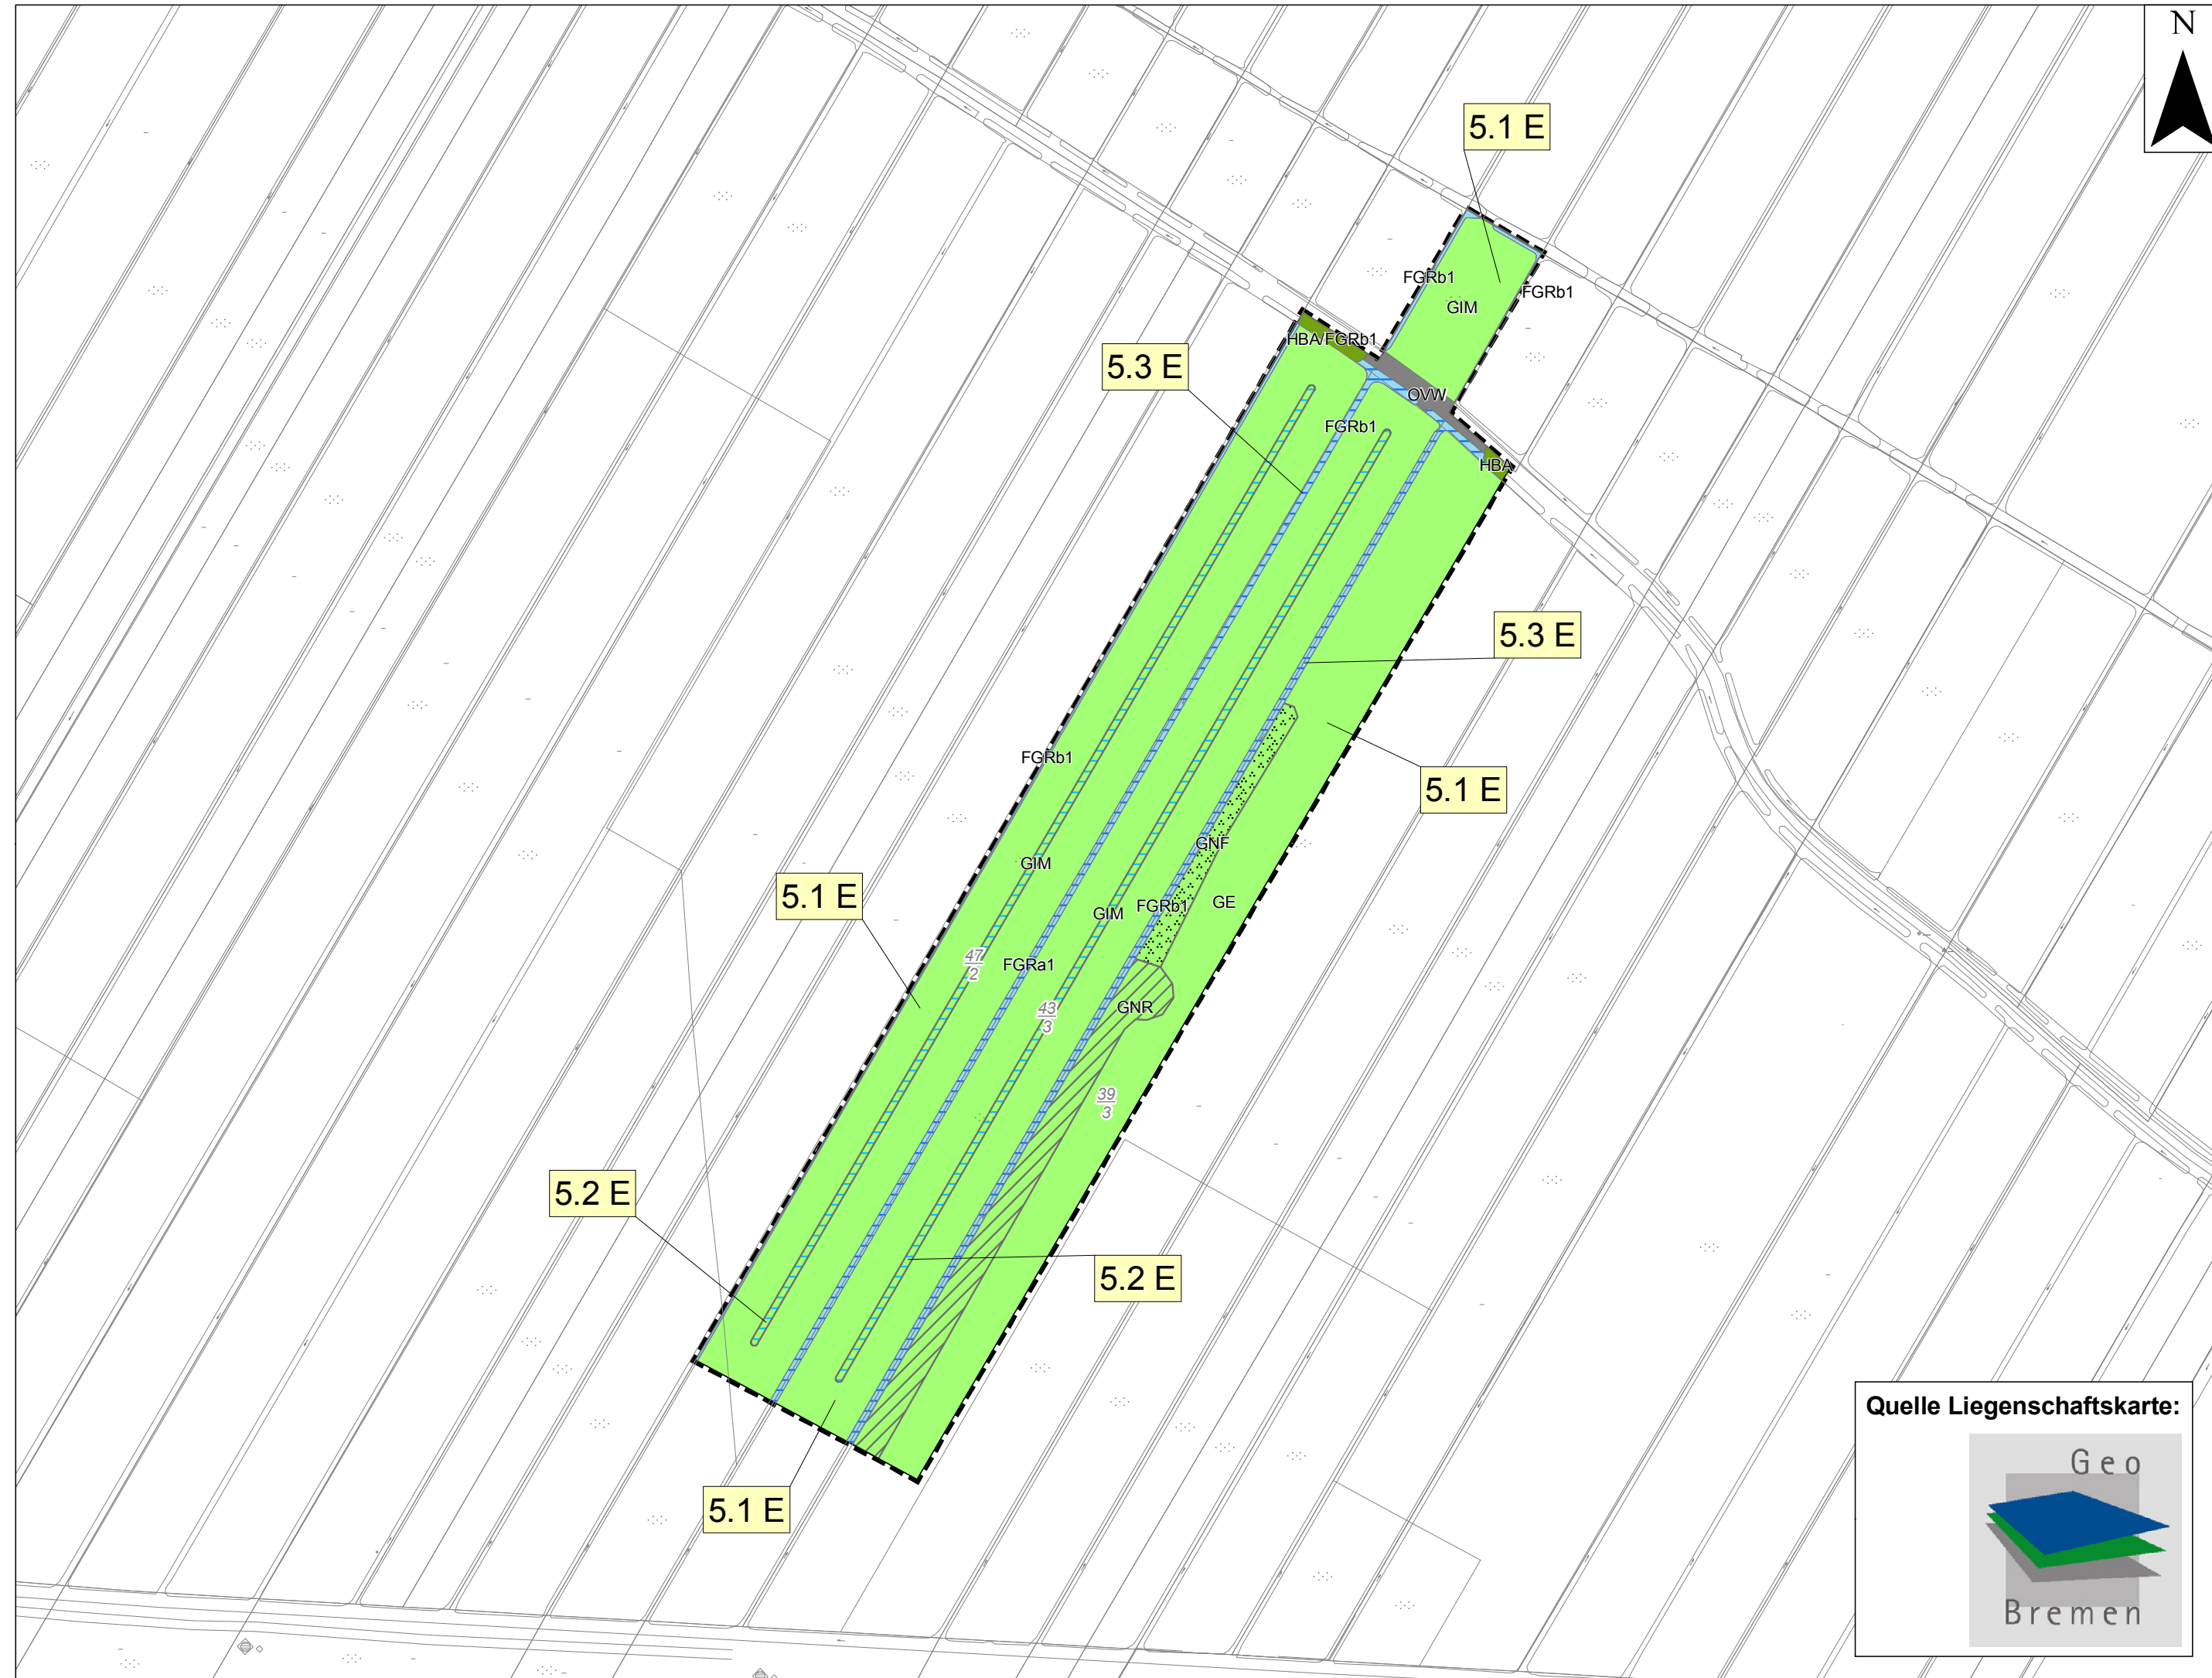 N
5.1 E
FGRb1
FGRb1
GIM
HBA/FGRb1
5.3 E
OVW
FGRb1
HBA
5.3 E
FGRb1
5.1 E
GNF
GIM
5.1 E
GE
FGRb1
GIM
47
2
FGRa1
GNR
43
3
39
3
5.2 E
5.2 E
5.1 E
Quelle Liegenschaftskarte:
Geo
Bremen